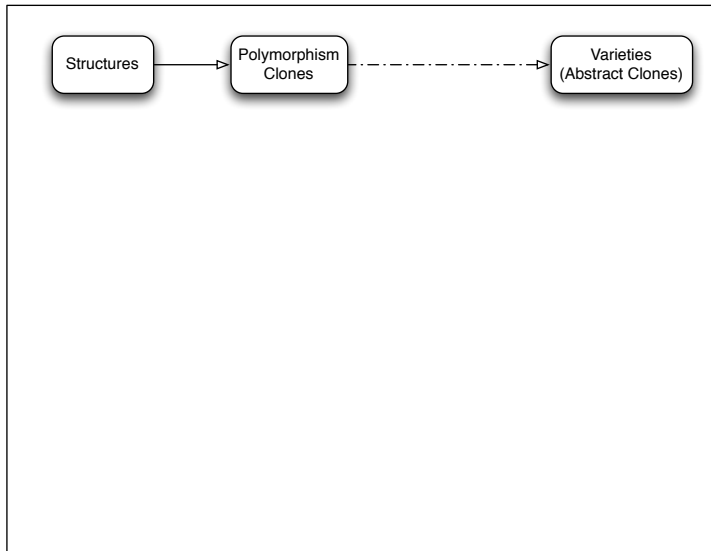 Structures
Polymorphism
Clones
Varieties
(Abstract Clones)